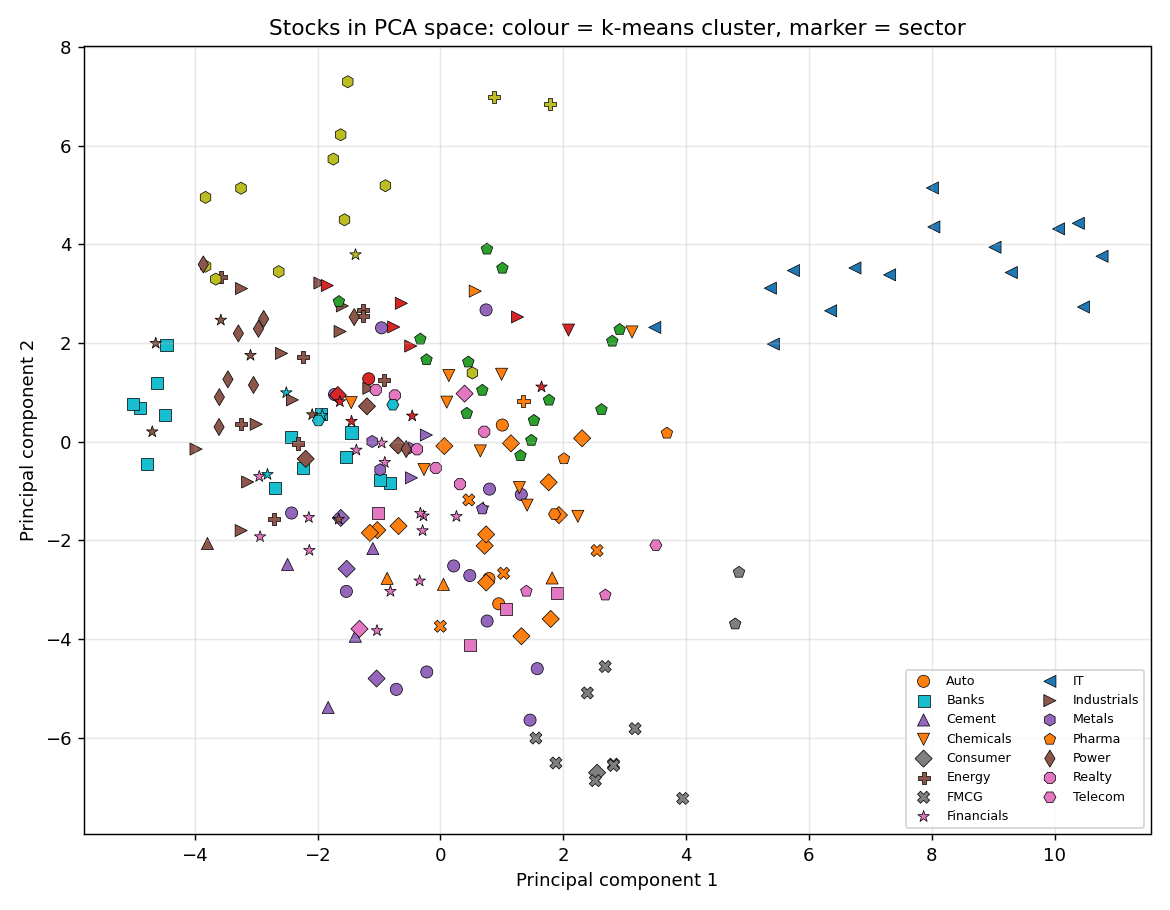 Stocks in PCA space: colour = k-means cluster, marker = sector
8
6
4
2
0
−2
−4
−6
Principal component 2
−4
−2
0
2
4
6
8
10
Principal component 1
Auto
Banks
Cement
Chemicals
Consumer
Energy
FMCG
Financials
IT
Industrials
Metals
Pharma
Power
Realty
Telecom